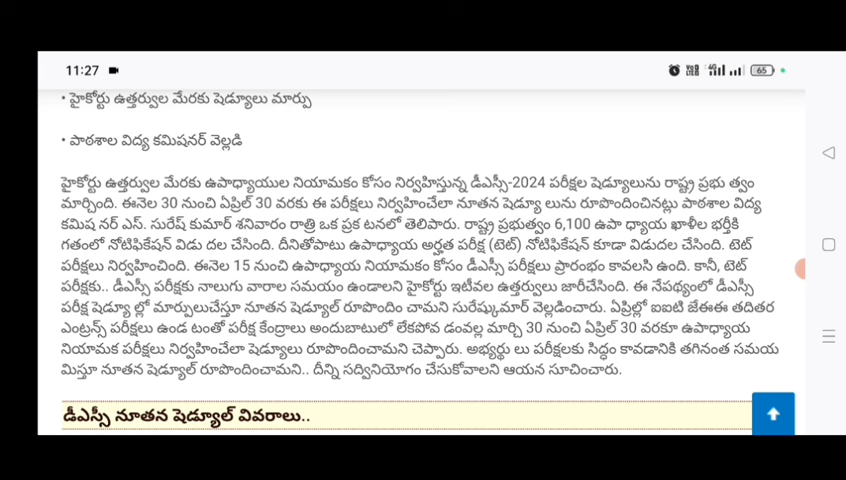 11:27
4G
65
• హైకోర్టు ఉత్తర్వుల మేరకు షెడ్యూలు మార్పు
• పాఠశాల విద్య కమిషనర్ వెల్లడి
హైకోర్టు ఉత్తర్వుల మేరకు ఉపాధ్యాయుల నియామకం కోసం నిర్వహిస్తున్న డీఎస్సీ-2024 పరీక్షల షెడ్యూలును రాష్ట్ర ప్రభు త్వం
మార్చింది. ఈనెల 30 నుంచి ఏప్రిల్ 30 వరకు ఈ పరీక్షలు నిర్వహించేలా నూతన షెడ్యూ లును రూపొందించినట్లు పాఠశాల విద్య
కమిష నర్ ఎస్. సురేష్ కుమార్ శనివారం రాత్రి ఒక ప్రక టనలో తెలిపారు. రాష్ట్ర ప్రభుత్వం 6,100 ఉపా ధ్యాయ ఖాళీల భర్తీకి
గతంలో నోటిఫికేషన్ విడు దల చేసింది. దీనితోపాటు ఉపాధ్యాయ అర్హత పరీక్ష (టెట్) నోటిఫికేషన్ కూడా విడుదల చేసింది. టెట్
పరీక్షలు నిర్వహించింది. ఈనెల 15 నుంచి ఉపాధ్యాయ నియామకం కోసం డీఎస్సీ పరీక్షలు ప్రారంభం కావలసి ఉంది. కానీ, టెట్
పరీక్షకు.. డీఎస్సీ పరీక్షకు నాలుగు వారాల సమయం ఉండాలని హైకోర్టు ఇటీవల ఉత్తర్వులు జారీచేసింది. ఈ నేపథ్యంలో డీఎస్సీ
పరీక్ష షెడ్యూ ల్లో మార్పులుచేస్తూ నూతన షెడ్యూల్ రూపొందిం చామని సురేష్కుమార్ వెల్లడించారు. ఏప్రిల్లో ఐఐటి జేఈఈ తదితర
ఎంట్రన్స్ పరీక్షలు ఉండ టంతో పరీక్ష కేంద్రాలు అందుబాటులో లేకపోవ డంవల్ల మార్చి 30 నుంచి ఏప్రిల్ 30 వరకూ ఉపాధ్యాయ
నియామక పరీక్షలు నిర్వహించేలా షెడ్యూలు రూపొందించామని చెప్పారు. అభ్యర్థు లు పరీక్షలకు సిద్ధం కావడానికి తగినంత సమయ
మిస్తూ నూతన షెడ్యూల్ రూపొందించామని.. దీన్ని సద్వినియోగం చేసుకోవాలని ఆయన సూచించారు.
డీఎస్సీ నూతన షెడ్యూల్ వివరాలు..